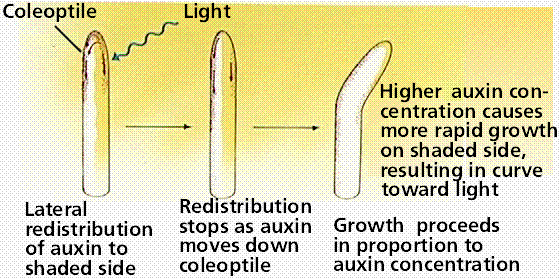 Coleoptile
Light
Higher auxin con-
centration causes
more rapid growth
on shaded side,
resulting in curve
toward light
Lateral
redistribution
of auxin to
shaded side
Redistribution
stops as auxin
moves down
coleoptile
Growth proceeds
in proportion to
auxin concentration